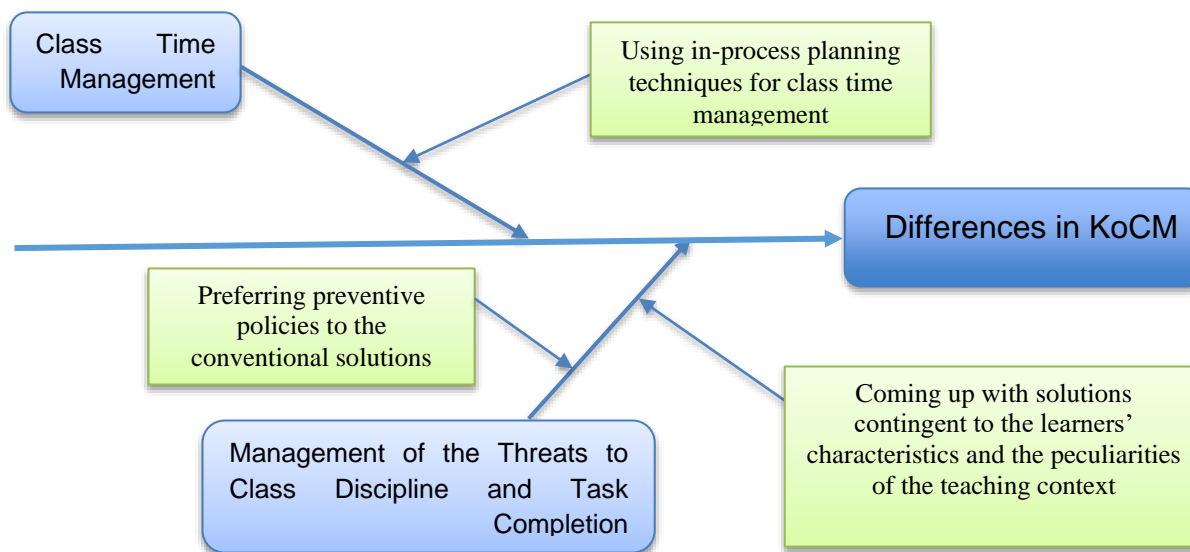 Class Time
Management
Using in-process planning
techniques for class time
management
Differences in KoCM
Preferring preventive
policies to the
conventional solutions
Coming up with solutions
contingent to the learners’
characteristics and the peculiarities
of the teaching context
Management of the Threats to
Class Discipline and Task
Completion